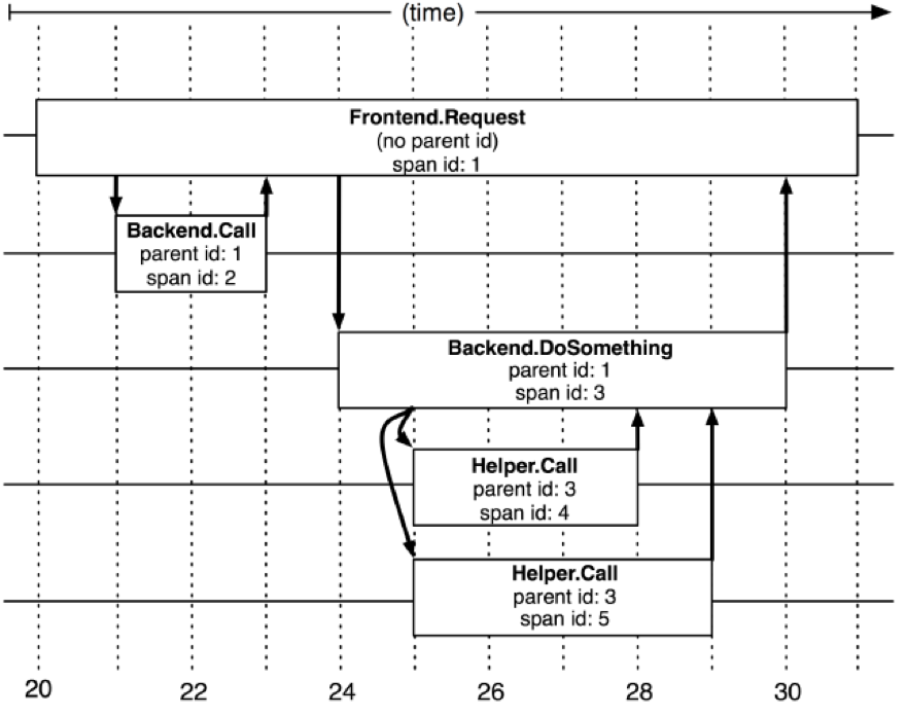 (time)
Frontend.Request
(no parent id)
span id: 1
Backend.Call
parent id: 1
span id: 2
Backend.DoSomething
parent id: 1
span id: 3
Helper.Call
parent id: 3
span id: 4
Helper.Call
parent id: 3
span id: 5
20 22 24 26 28 30